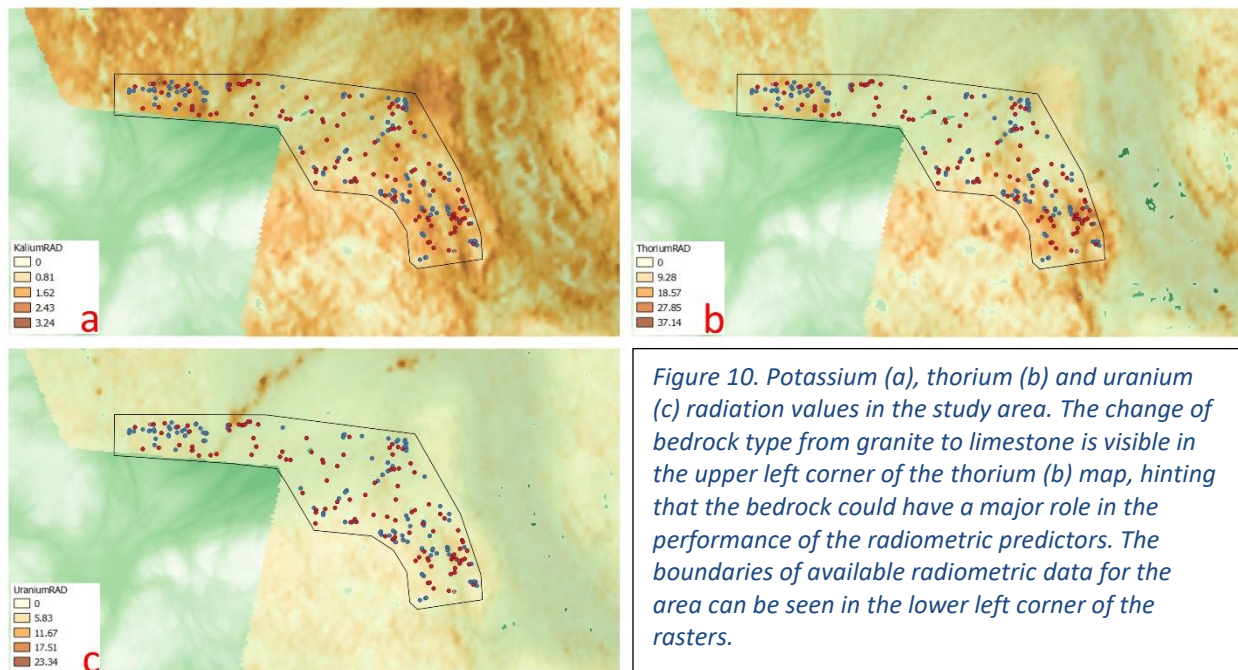 KaliumRAD
0
0.81
1.62
2.43
3.24
a
ThoriumRAD
0
9.28
18.57
27.85
37.14
b
UraniumRAD
0
5.83
11.67
17.51
23.34
c
Figure 10. Potassium (a), thorium (b) and uranium
(c) radiation values in the study area. The change of
bedrock type from granite to limestone is visible in
the upper left corner of the thorium (b) map, hinting
that the bedrock could have a major role in the
performance of the radiometric predictors. The
boundaries of available radiometric data for the
area can be seen in the lower left corner of the
rasters.